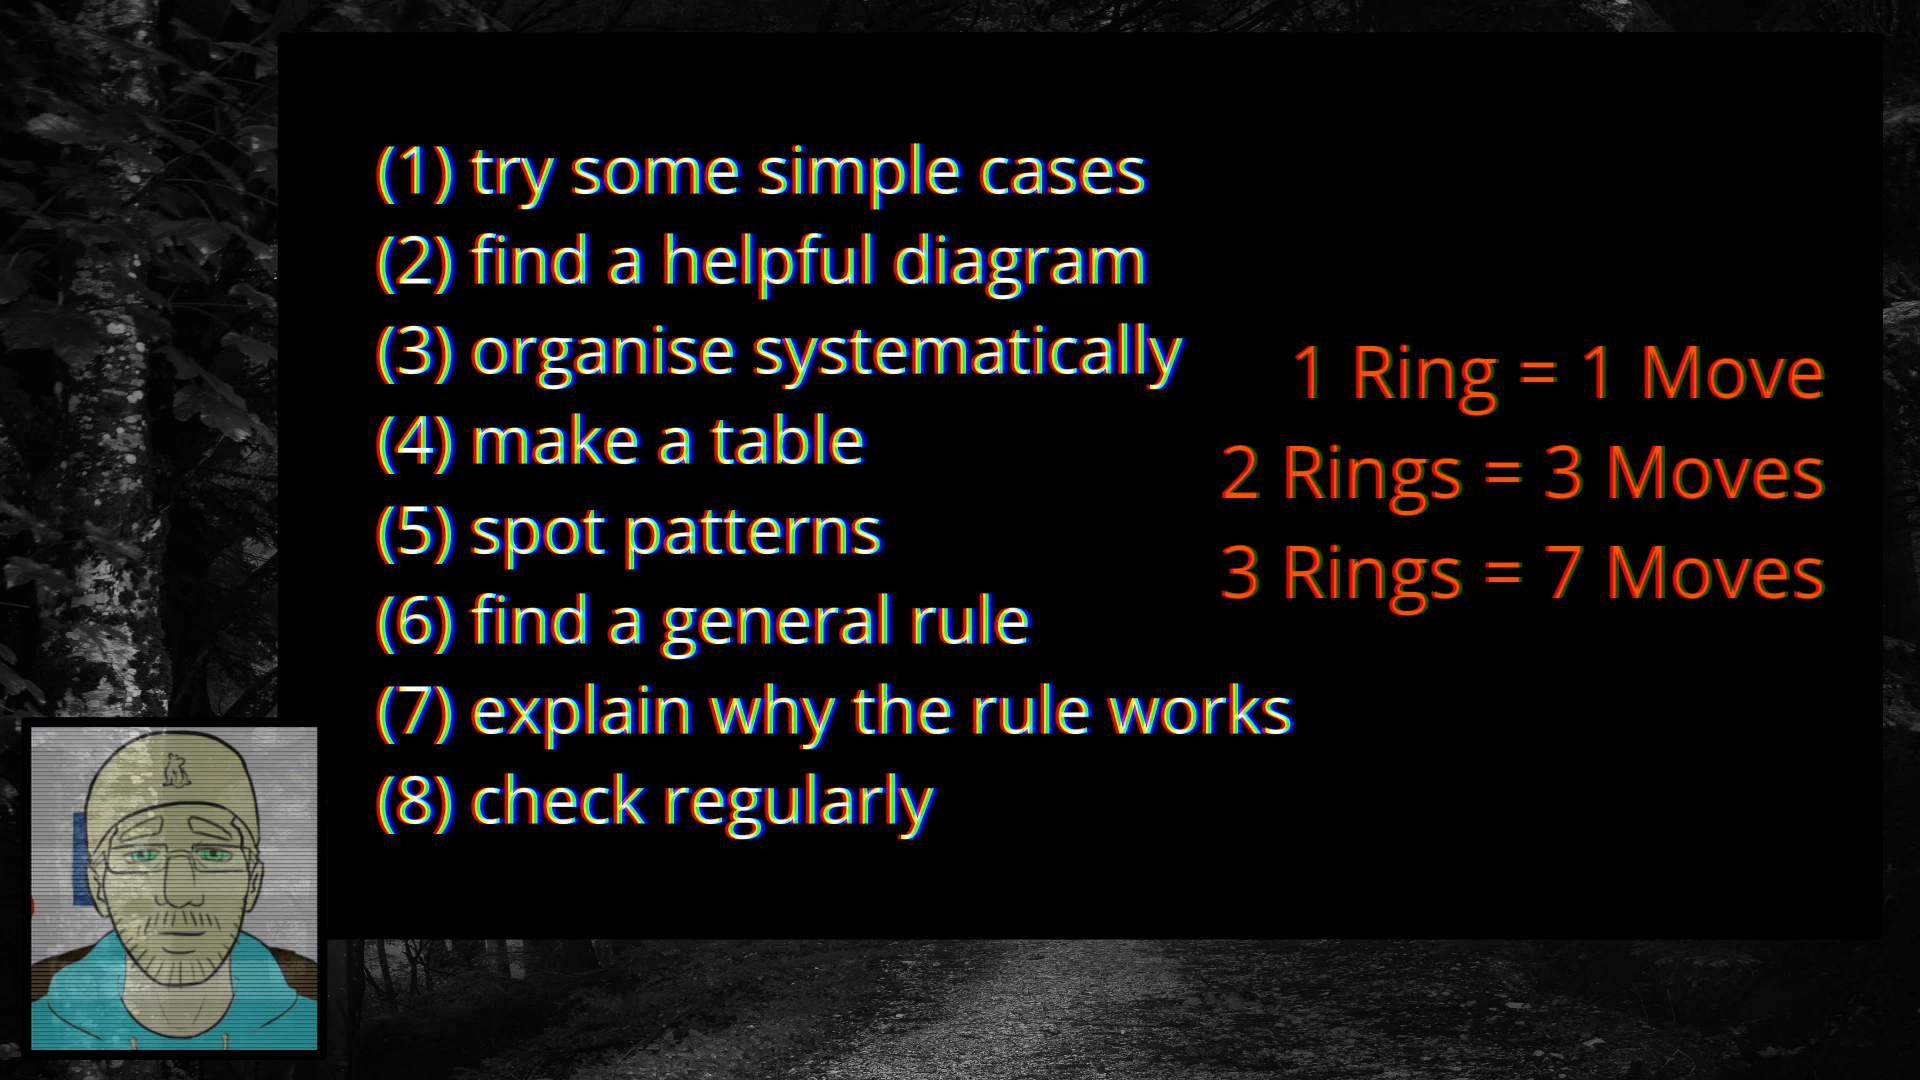 (1) try some simple cases
(2) find a helpful diagram
(3) organise systematically
(4) make a table
(5) spot patterns
(6) find a general rule
(7) explain why the rule works
(8) check regularly
1 Ring = 1 Move
2 Rings = 3 Moves
3 Rings = 7 Moves